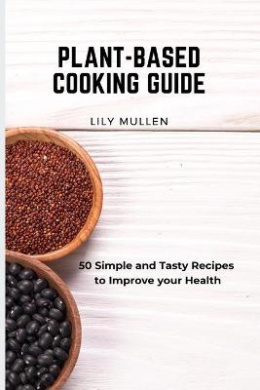 PLANT-BASED
COOKING GUIDE
LILY MULLEN
50 Simple and Tasty Recipes
to Improve your Health